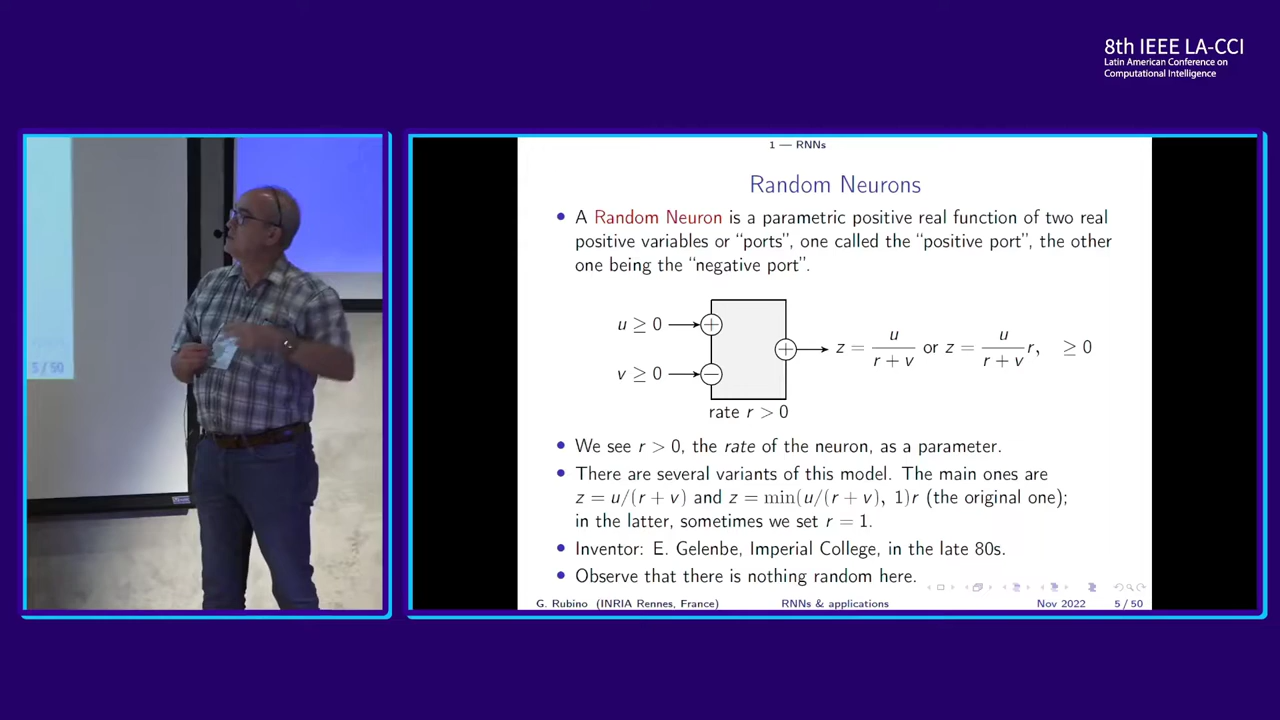 8th IEEE LA-CCI
Latin American Conference on
Computational Intelligence
1 — RNNs
Random Neurons
• A Random Neuron is a parametric positive real function of two real
positive variables or “ports”, one called the “positive port”, the other
one being the “negative port”.
u ≥ 0
v ≥ 0
+
−
+
z = u/(r + v) or z = u/(r + v) r, ≥ 0
rate r > 0
• We see r > 0, the rate of the neuron, as a parameter.
• There are several variants of this model. The main ones are
z = u/(r + v) and z = min(u/(r + v), 1)r (the original one);
in the latter, sometimes we set r = 1.
• Inventor: E. Gelenbe, Imperial College, in the late 80s.
• Observe that there is nothing random here.
G. Rubino (INRIA Rennes, France) RNNs & applications Nov 2022 5 / 50
5 / 50